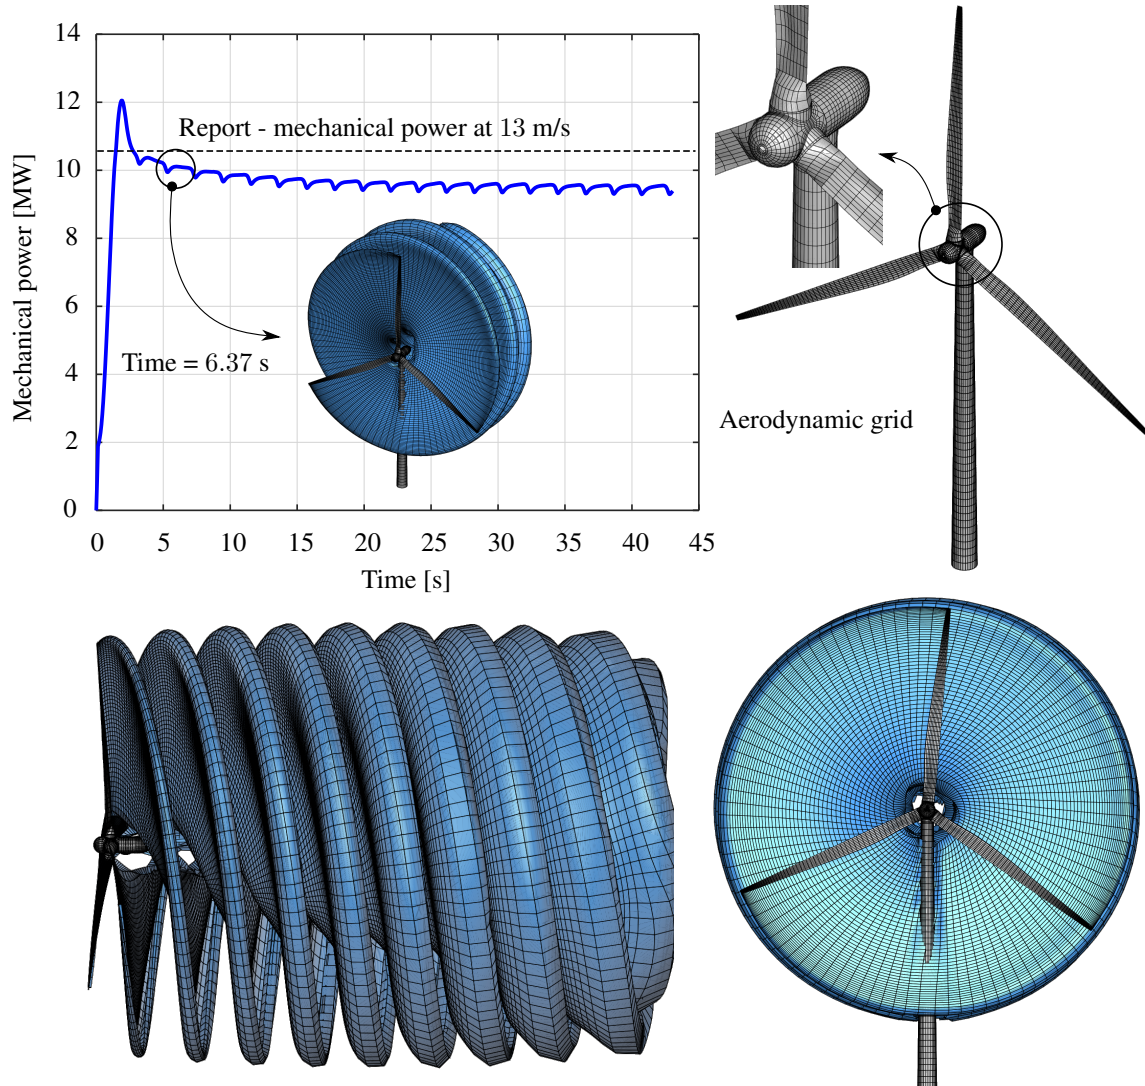 14
12
10
8
6
4
2
0
Mechanical power [MW]
Report - mechanical power at 13 m/s
Time = 6.37 s
0 5 10 15 20 25 30 35 40 45
Time [s]
Aerodynamic grid